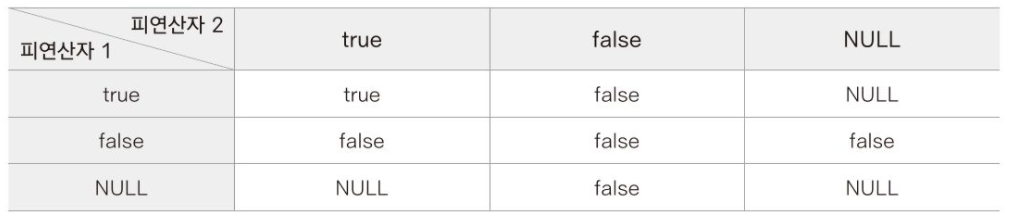 피연산자 2
피연산자 1
true false NULL
true true false NULL
false false false false
NULL NULL false NULL